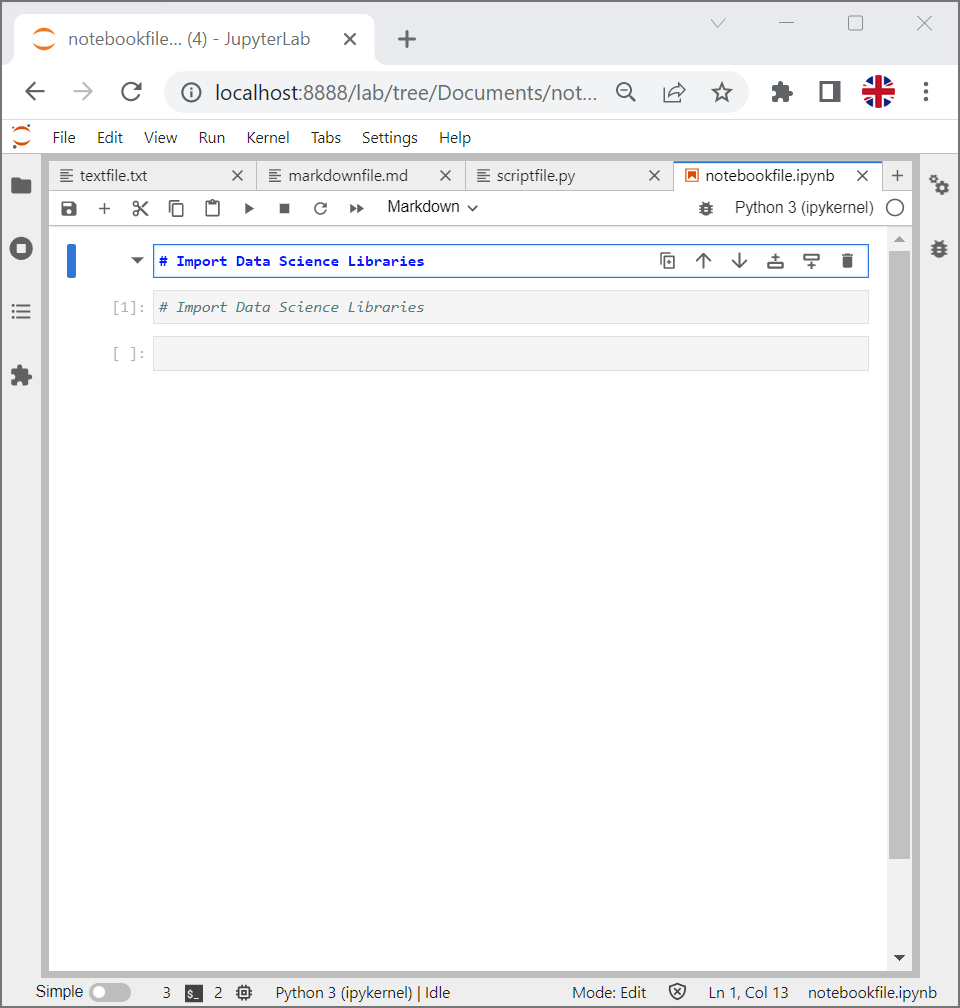 notebookfile... (4) - JupyterLab
localhost:8888/lab/tree/Documents/not...
File Edit View Run Kernel Tabs Settings Help
textfile.txt markdownfile.md scriptfile.py notebookfile.ipynb
Markdown Python 3 (ipykernel)
# Import Data Science Libraries
[1]: # Import Data Science Libraries
[ ]:
Simple 3 $_ 2 Python 3 (ipykernel) | Idle Mode: Edit Ln 1, Col 13 notebookfile.ipynb